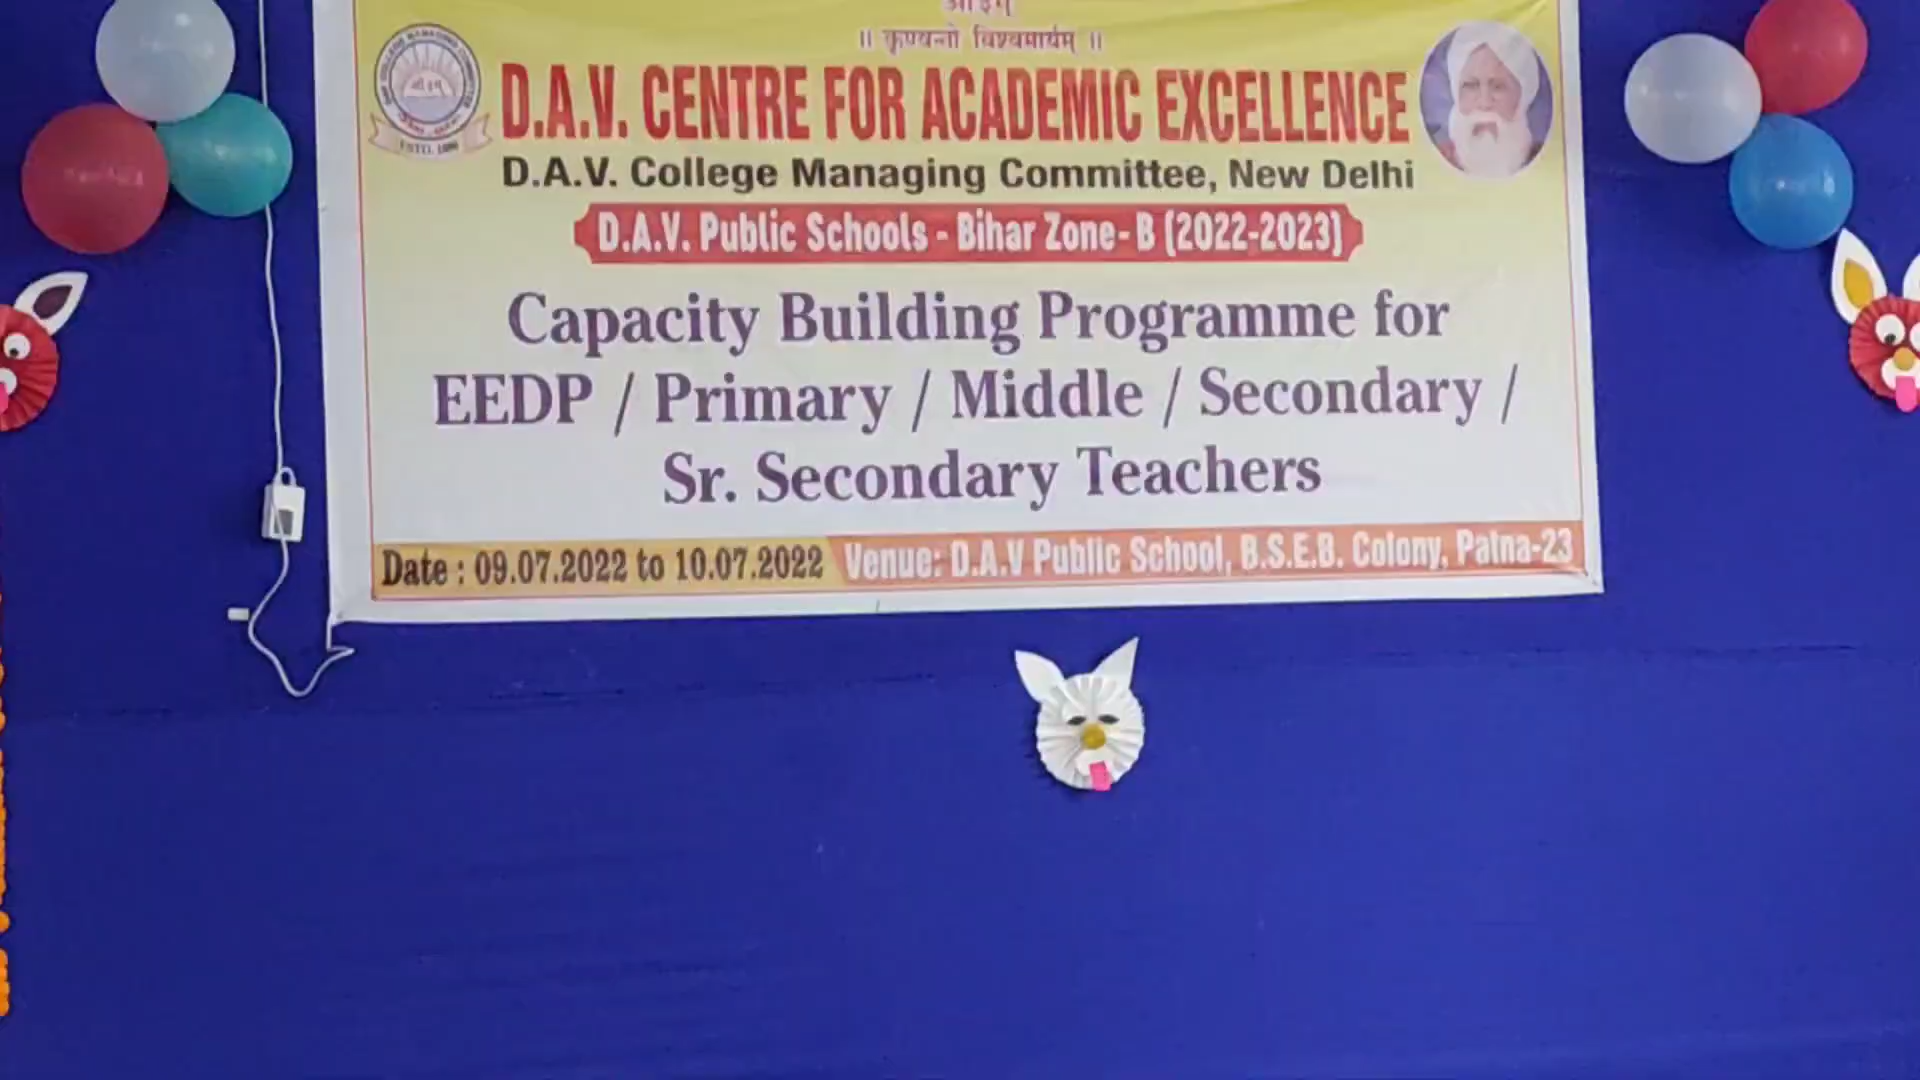 ओ३म्
॥ कृण्वन्तो विश्वमार्यम् ॥
D.A.V. CENTRE FOR ACADEMIC EXCELLENCE
D.A.V. College Managing Committee, New Delhi
D.A.V. Public Schools - Bihar Zone- B (2022-2023)
Capacity Building Programme for
EEDP / Primary / Middle / Secondary /
Sr. Secondary Teachers
Date : 09.07.2022 to 10.07.2022 Venue: D.A.V Public School, B.S.E.B. Colony, Patna-23